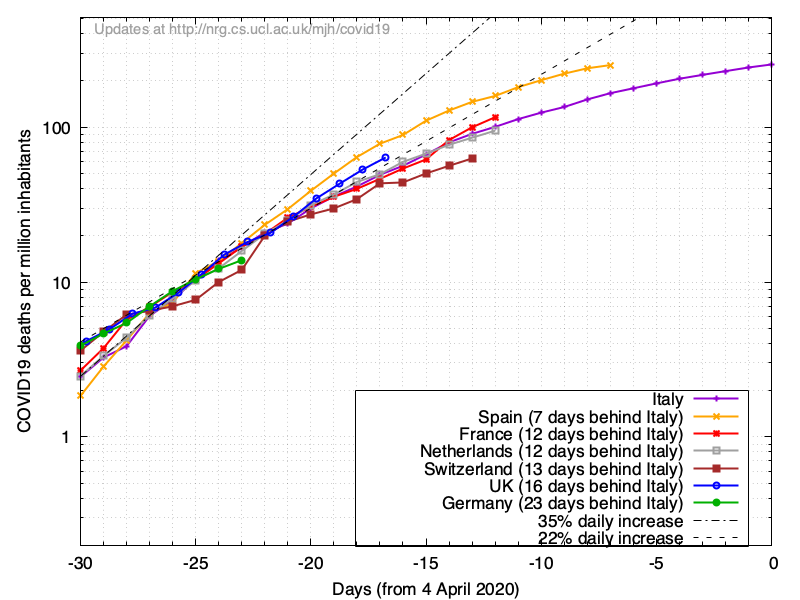 Updates at http://nrg.cs.ucl.ac.uk/mjh/covid19
COVID19 deaths per million inhabitants
100
10
1
Italy
Spain (7 days behind Italy)
France (12 days behind Italy)
Netherlands (12 days behind Italy)
Switzerland (13 days behind Italy)
UK (16 days behind Italy)
Germany (23 days behind Italy)
35% daily increase
22% daily increase
-30 -25 -20 -15 -10 -5 0
Days (from 4 April 2020)